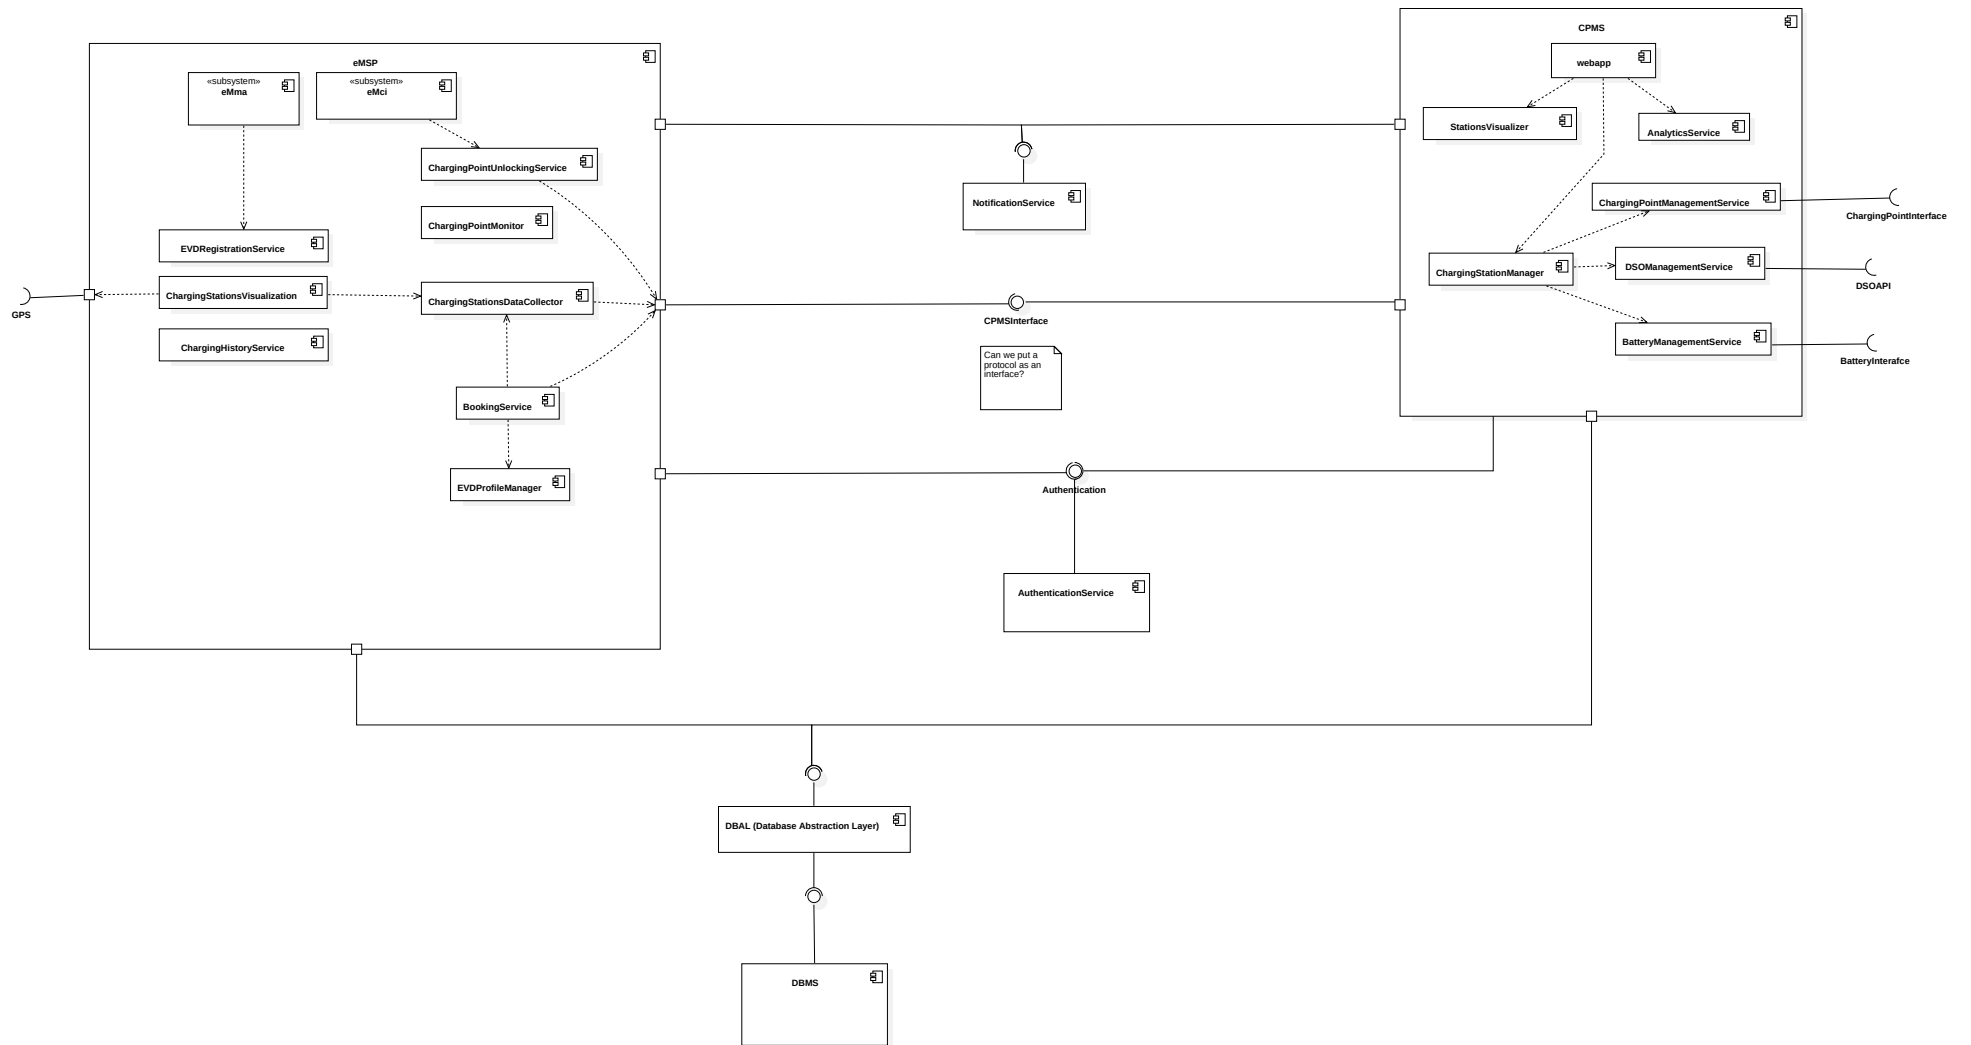 CPMS
eMSP
webapp
«subsystem»
eMma
«subsystem»
eMci
StationsVisualizer
AnalyticsService
ChargingPointUnlockingService
NotificationService
ChargingPointManagementService
ChargingPointInterface
ChargingPointMonitor
EVDRegistrationService
ChargingStationManager
DSOManagementService
DSOAPI
ChargingStationsVisualization
ChargingStationsDataCollector
GPS
CPMSInterface
ChargingHistoryService
BatteryManagementService
BatteryInterafce
Can we put a
protocol as an
interface?
BookingService
EVDProfileManager
Authentication
AuthenticationService
DBAL (Database Abstraction Layer)
DBMS